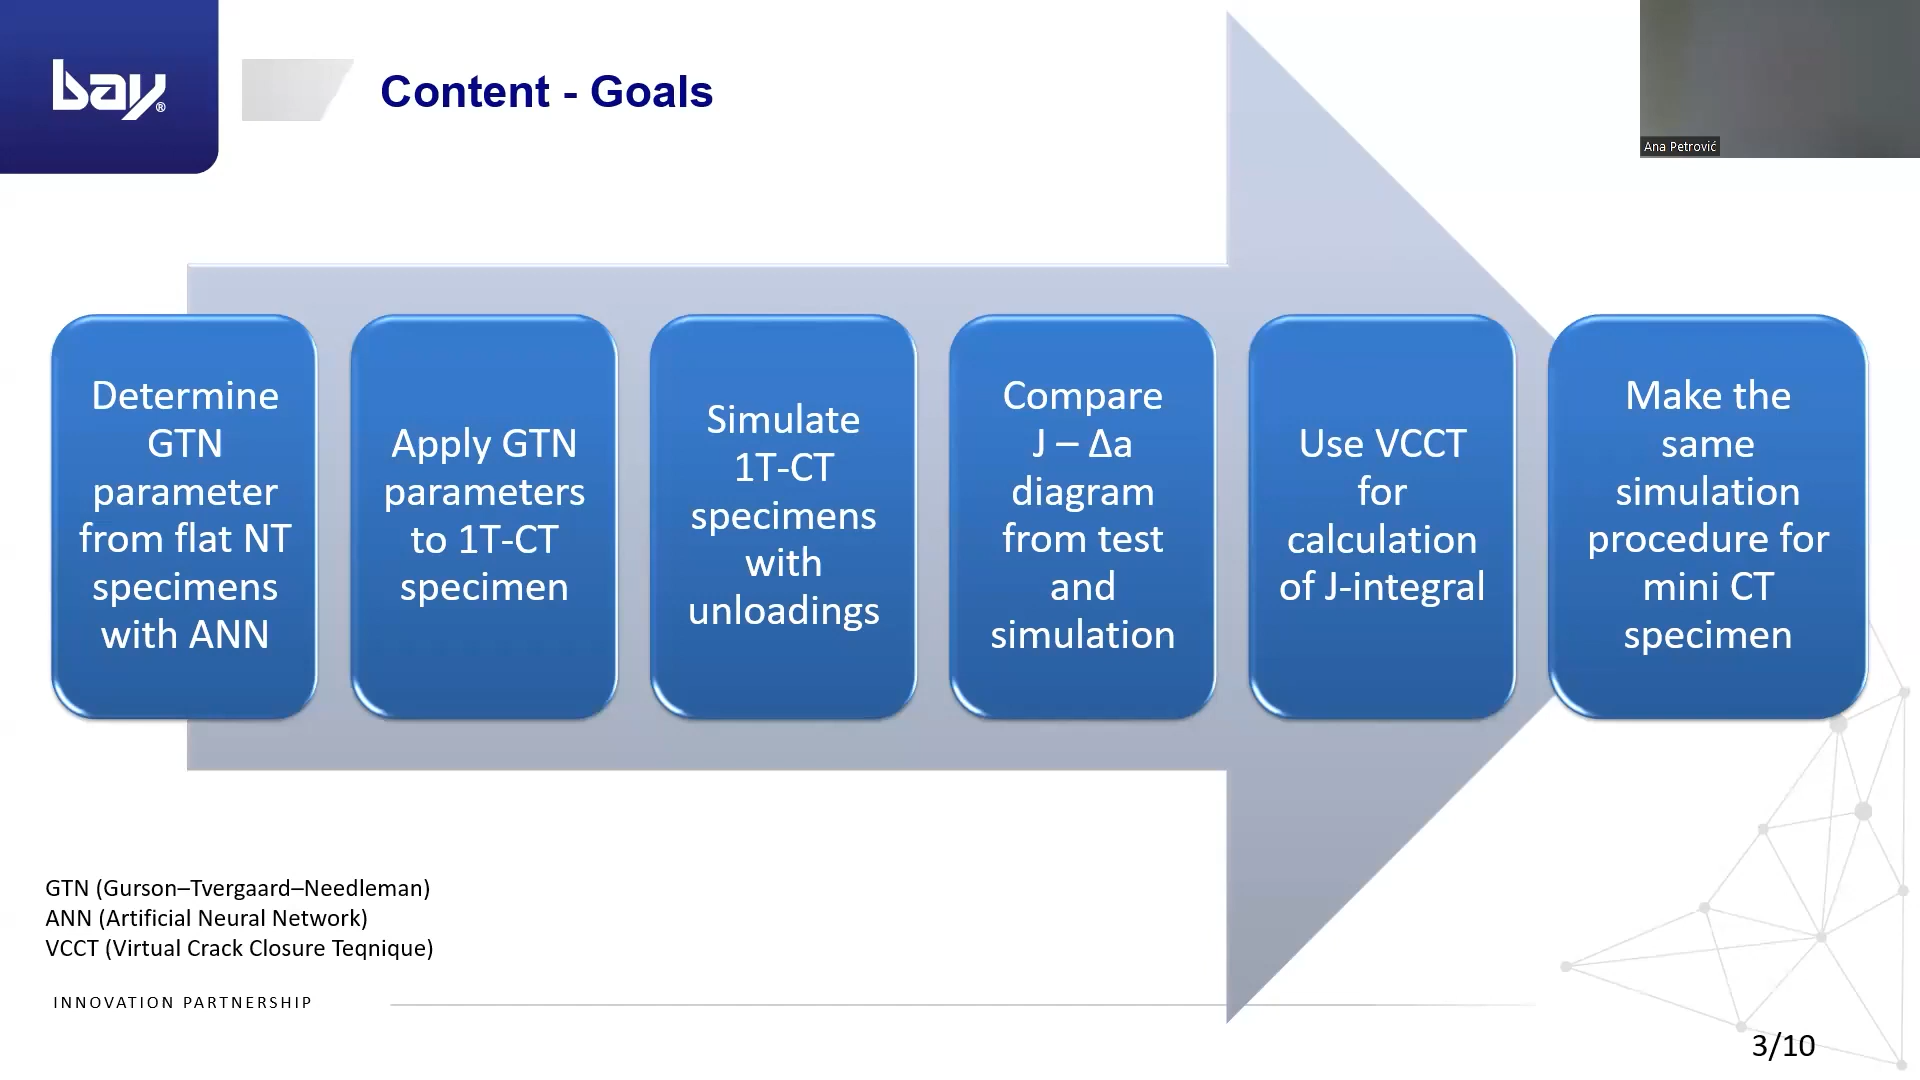 bay®
Content - Goals
Ana Petrović
Determine
GTN
parameter
from flat NT
specimens
with ANN
Apply GTN
parameters
to 1T-CT
specimen
Simulate
1T-CT
specimens
with
unloadings
Compare
J – Δa
diagram
from test
and
simulation
Use VCCT
for
calculation
of J-integral
Make the
same
simulation
procedure for
mini CT
specimen
GTN (Gurson–Tvergaard–Needleman)
ANN (Artificial Neural Network)
VCCT (Virtual Crack Closure Teqnique)
INNOVATION PARTNERSHIP
3/10